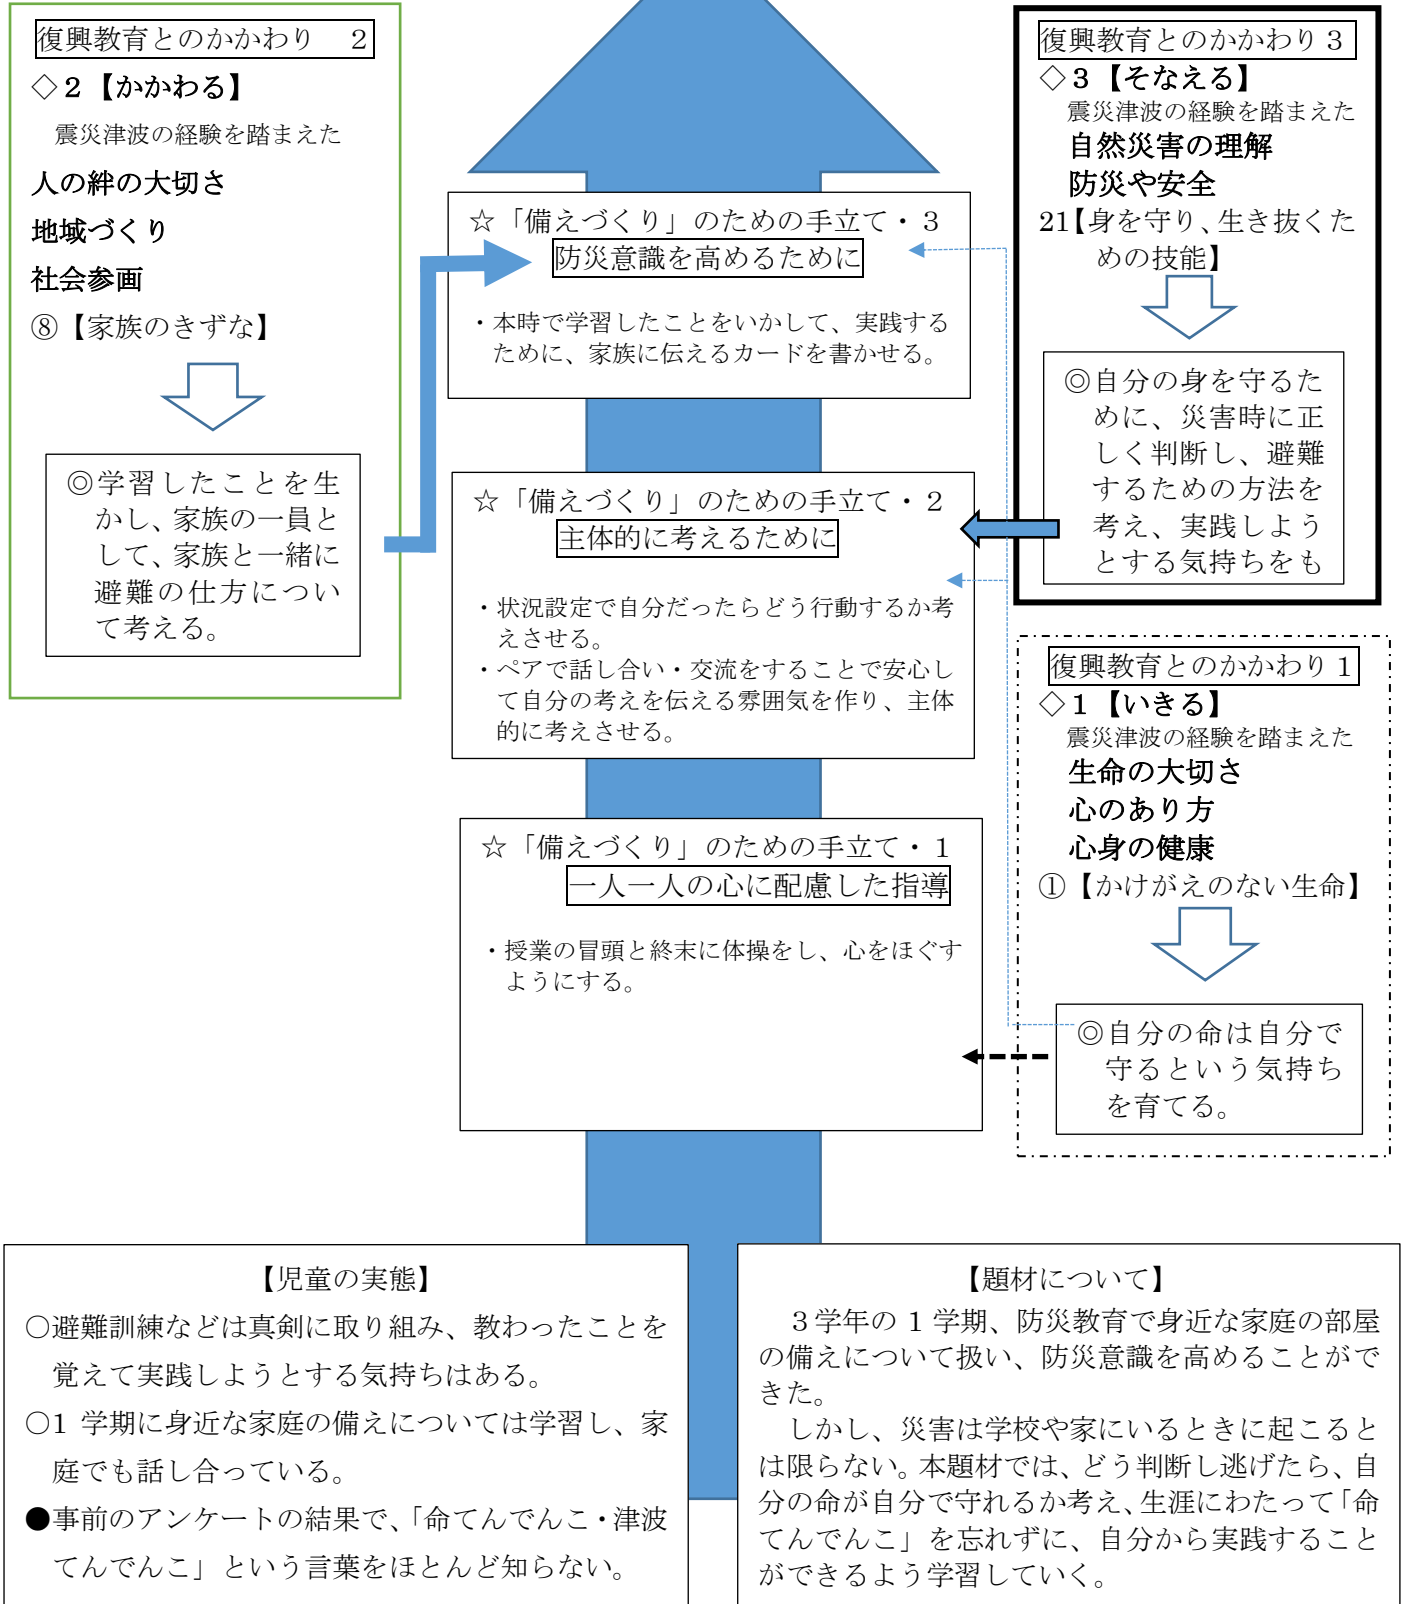 復興教育とのかかわり　2
◇2【かかわる】
震災津波の経験を踏まえた
人の絆の大切さ
地域づくり
社会参画
⑧【家族のきずな】
◎学習したことを生
かし、家族の一員と
して、家族と一緒に
避難の仕方につい
て考える。
☆「備えづくり」のための手立て・3
防災意識を高めるために
・本時で学習したことをいかして、実践する
ために、家族に伝えるカードを書かせる。
☆「備えづくり」のための手立て・2
主体的に考えるために
・状況設定で自分だったらどう行動するか考
えさせる。
・ペアで話し合い・交流をすることで安心し
て自分の考えを伝える雰囲気を作り、主体
的に考えさせる。
☆「備えづくり」のための手立て・1
一人一人の心に配慮した指導
・授業の冒頭と終末に体操をし、心をほぐす
ようにする。
復興教育とのかかわり3
◇3【そなえる】
震災津波の経験を踏まえた
自然災害の理解
防災や安全
21【身を守り、生き抜くた
めの技能】
◎自分の身を守るた
めに、災害時に正
しく判断し、避難
するための方法を
考え、実践しよう
とする気持ちをも
復興教育とのかかわり1
◇1【いきる】
震災津波の経験を踏まえた
生命の大切さ
心のあり方
心身の健康
①【かけがえのない生命】
◎自分の命は自分で
守るという気持ち
を育てる。
【児童の実態】
○避難訓練などは真剣に取り組み、教わったことを
覚えて実践しようとする気持ちはある。
○1 学期に身近な家庭の備えについては学習し、家
庭でも話し合っている。
●事前のアンケートの結果で、「命てんでんこ・津波
てんでんこ」という言葉をほとんど知らない。
【題材について】
3学年の 1 学期、防災教育で身近な家庭の部屋
の備えについて扱い、防災意識を高めることがで
きた。
しかし、災害は学校や家にいるときに起こると
は限らない。本題材では、どう判断し逃げたら、自
分の命が自分で守れるか考え、生涯にわたって「命
てんでんこ」を忘れずに、自分から実践すること
ができるよう学習していく。